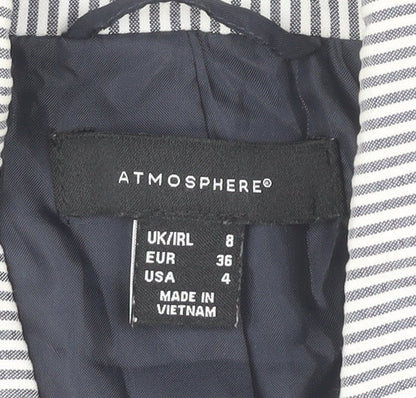 ATMOSPHERE®
UK/IRL 8
EUR 36
USA 4
MADE IN
VIETNAM